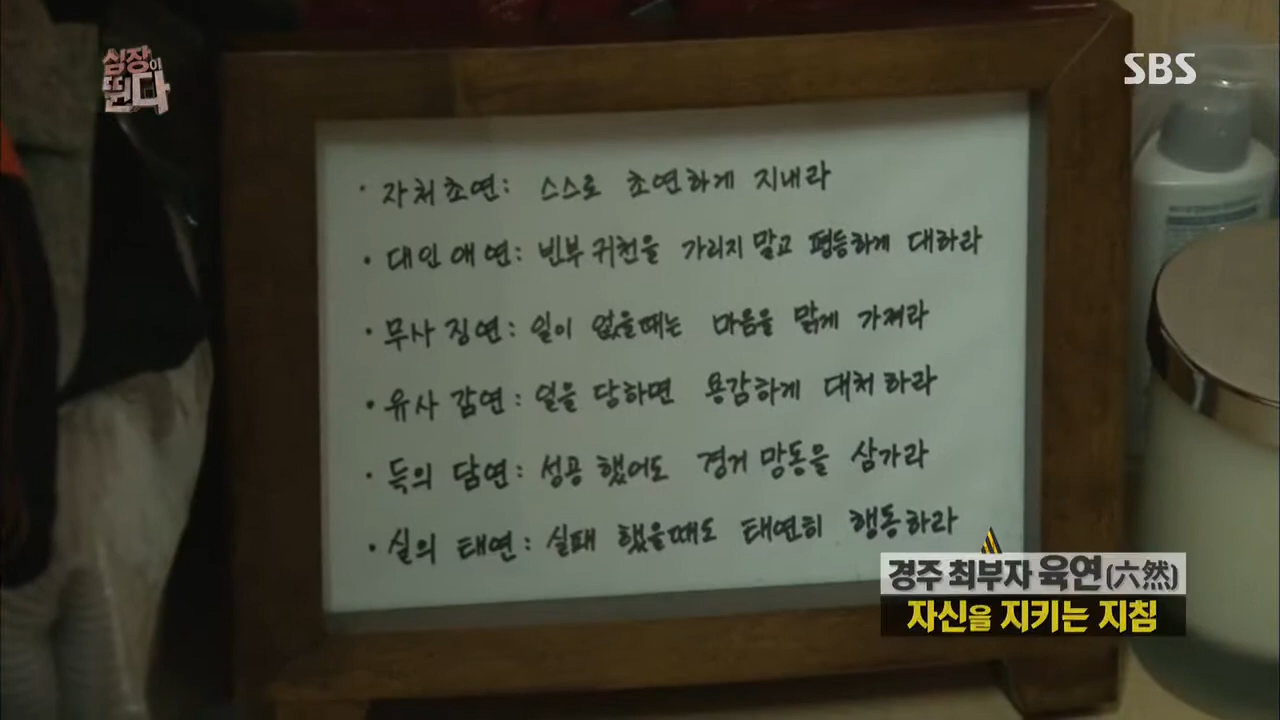 심장이
뛴다
SBS
· 자처초연: 스스로 초연하게 지내라
· 대인애연: 빈부귀천을 가리지말고 평등하게 대하라
· 무사징연: 일이 없을때는 마음을 맑게 가져라
· 유사감연: 일을 당하면 용감하게 대처하라
· 득의담연: 성공했어도 경거망동을 삼가라
· 실의태연: 실패했을때도 태연히 행동하라
경주 최부자 육연(六然)
자신을 지키는 지침